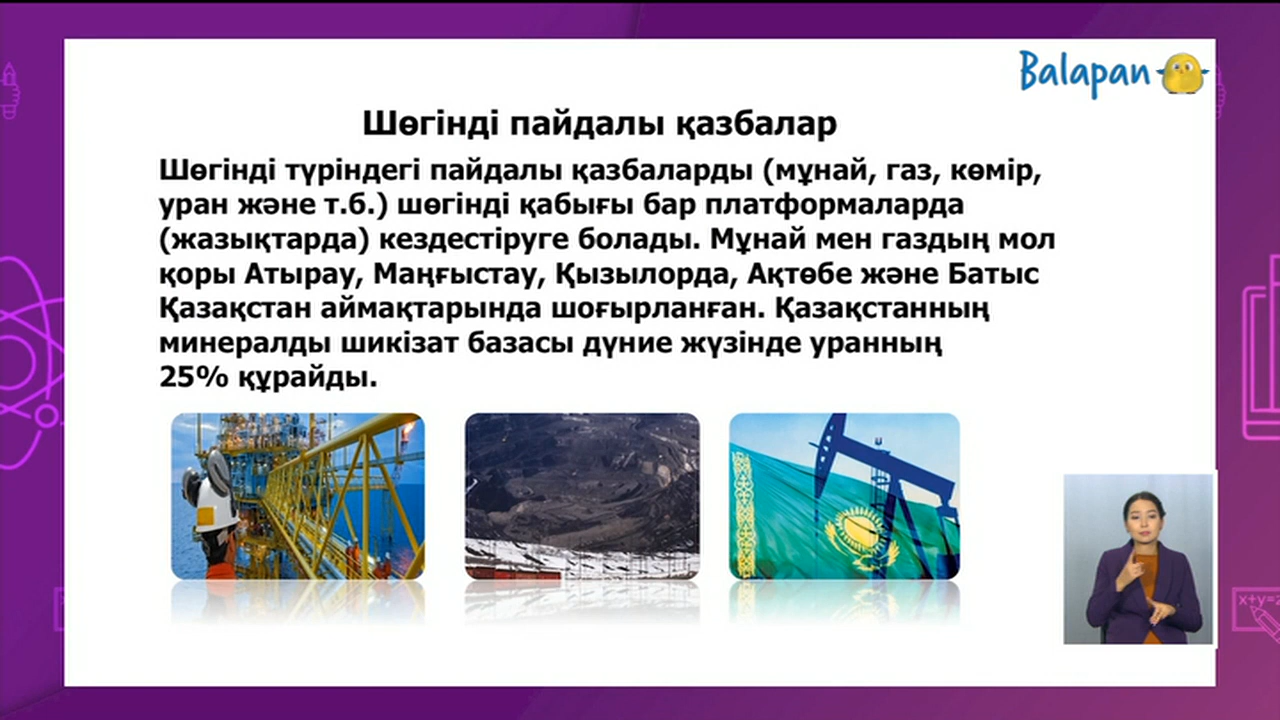 Balapan
Шөгінді пайдалы қазбалар
Шөгінді түріндегі пайдалы қазбаларды (мұнай, газ, көмір,
уран және т.б.) шөгінді қабығы бар платформаларда
(жазықтарда) кездестіруге болады. Мұнай мен газдың мол
қоры Атырау, Маңғыстау, Қызылорда, Ақтөбе және Батыс
Қазақстан аймақтарында шоғырланған. Қазақстанның
минералды шикізат базасы дүние жүзінде уранның
25% құрайды.
x+y=